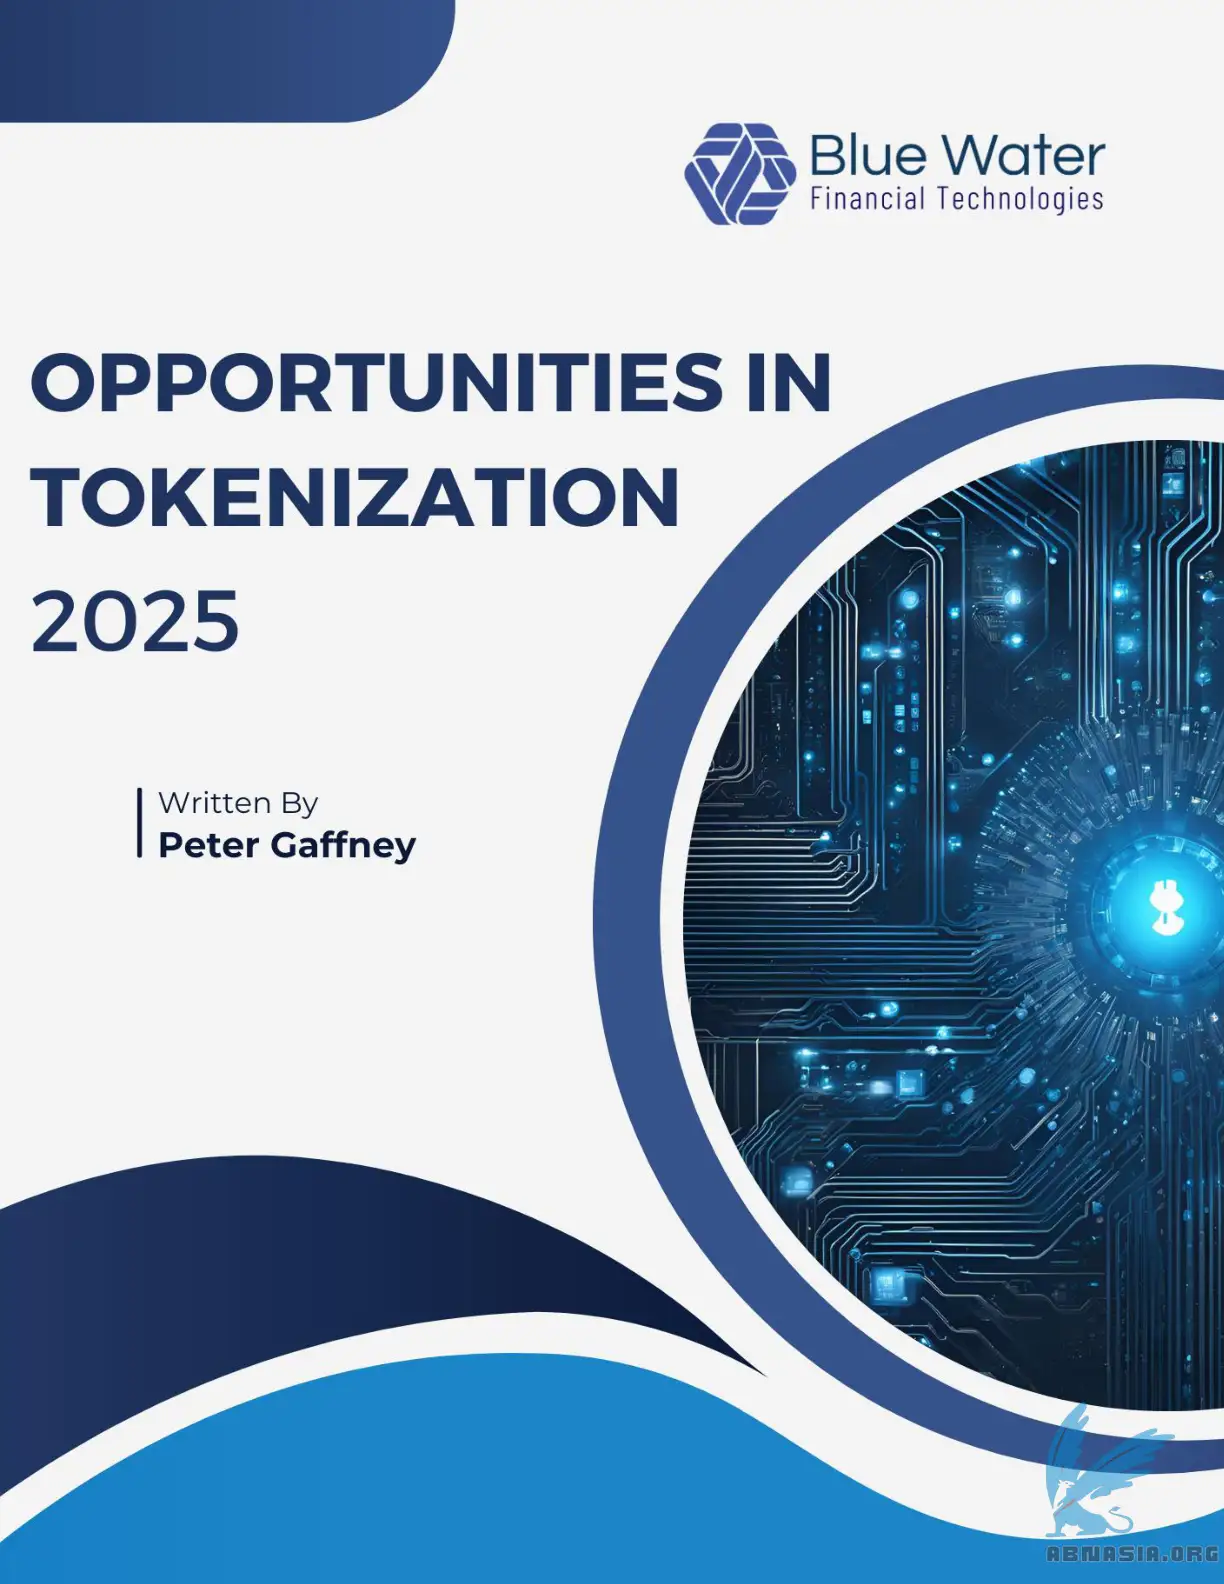 Blue Water
Financial Technologies
OPPORTUNITIES IN
TOKENIZATION
2025
Written By
Peter Gaffney
ABNASIA.ORG